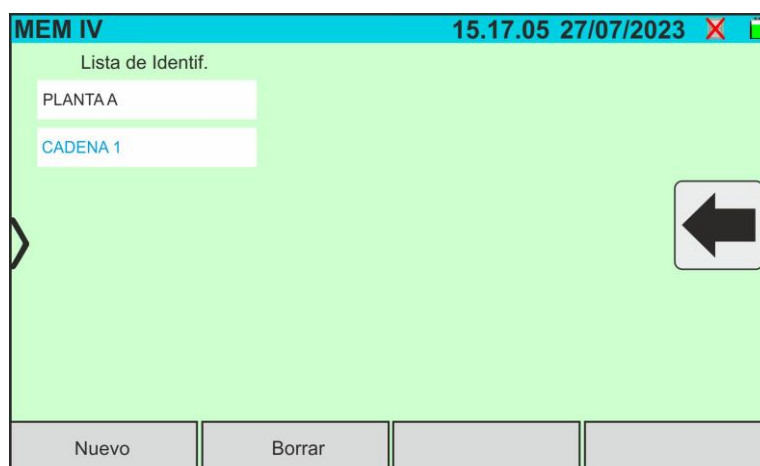 MEM IV 15.17.05 27/07/2023
Lista de Identif.
PLANTA A
CADENA 1
Nuevo Borrar